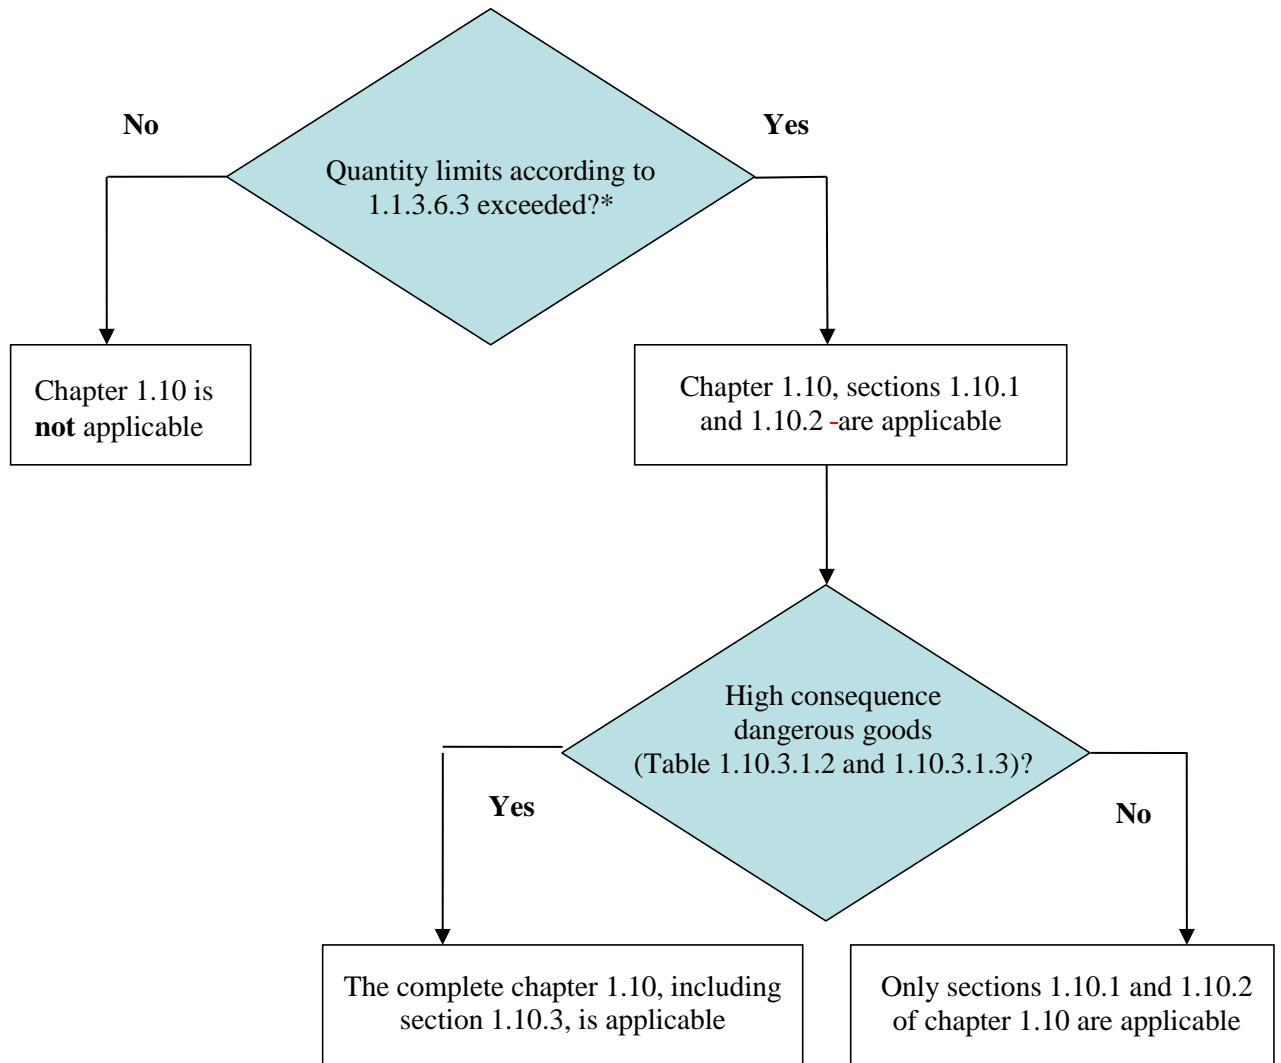 No
Yes
Quantity limits according to
1.1.3.6.3 exceeded?*
Chapter 1.10 is
not applicable
Chapter 1.10, sections 1.10.1
and 1.10.2 -are applicable
High consequence
dangerous goods
(Table 1.10.3.1.2 and 1.10.3.1.3)?
Yes
No
The complete chapter 1.10, including
section 1.10.3, is applicable
Only sections 1.10.1 and 1.10.2
of chapter 1.10 are applicable